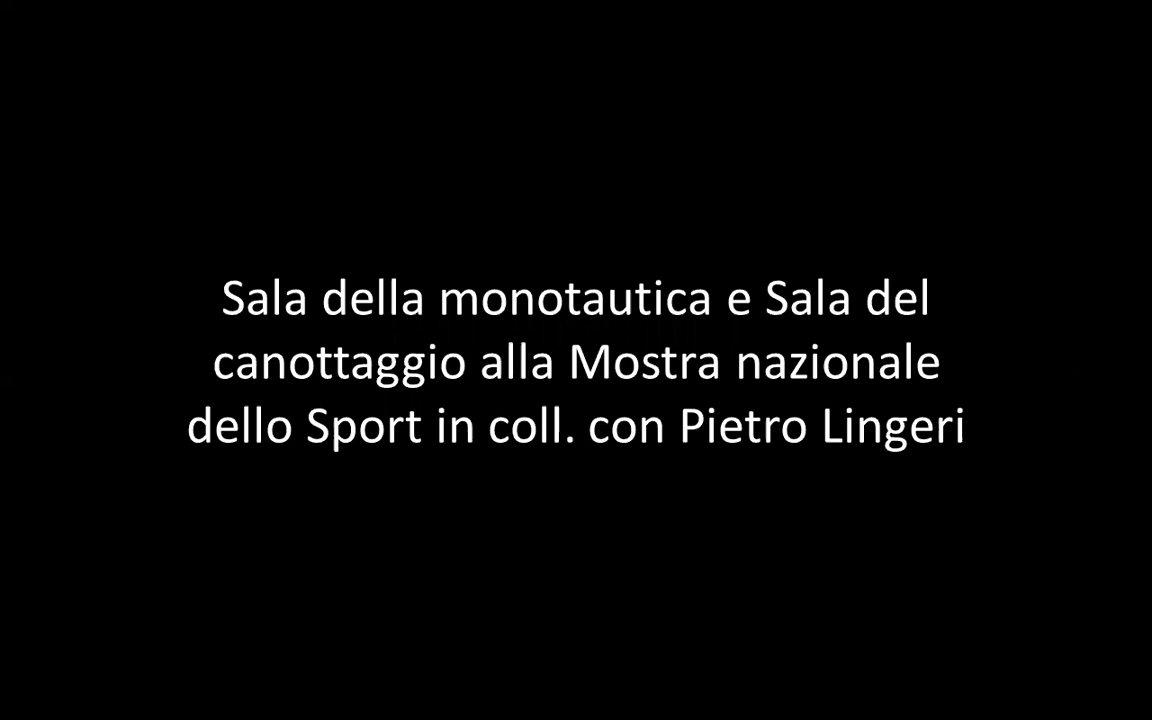 Sala della monotautica e Sala del
canottaggio alla Mostra nazionale
dello Sport in coll. con Pietro Lingeri